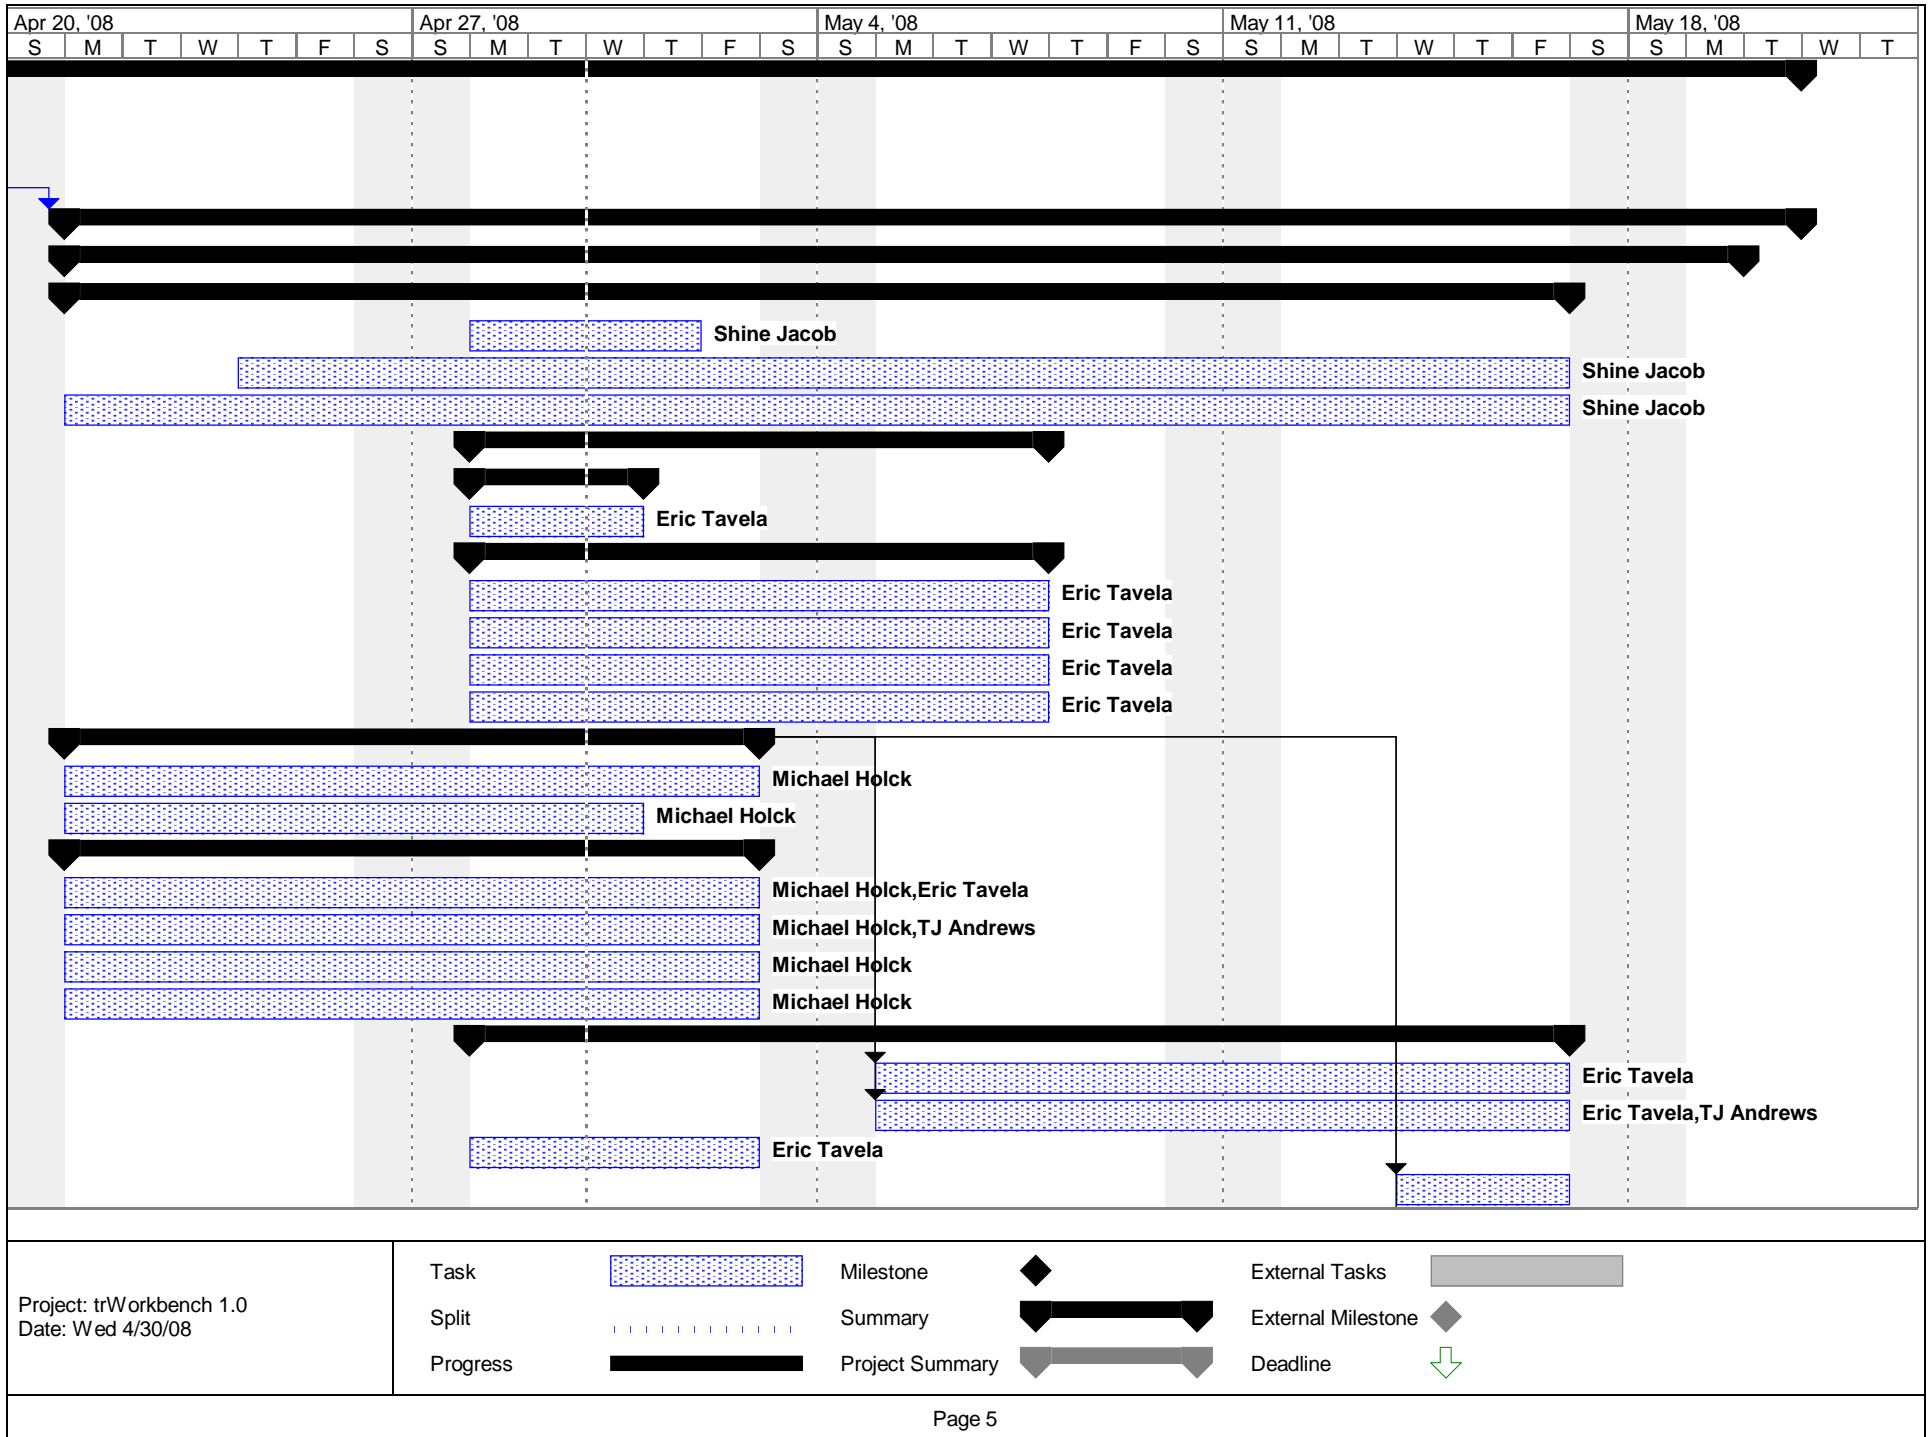 Apr 20, '08 Apr 27, '08 May 4, '08 May 11, '08 May 18, '08
S M T W T F S S M T W T F S S M T W T F S S M T W T F S S M T W T
Shine Jacob
Shine Jacob
Shine Jacob
Eric Tavela
Eric Tavela
Eric Tavela
Eric Tavela
Eric Tavela
Michael Holck
Michael Holck
Michael Holck,Eric Tavela
Michael Holck,TJ Andrews
Michael Holck
Michael Holck
Eric Tavela
Eric Tavela,TJ Andrews
Eric Tavela
Project: trWorkbench 1.0
Date: Wed 4/30/08
Task Milestone External Tasks
Split Summary External Milestone
Progress Project Summary Deadline
Page 5